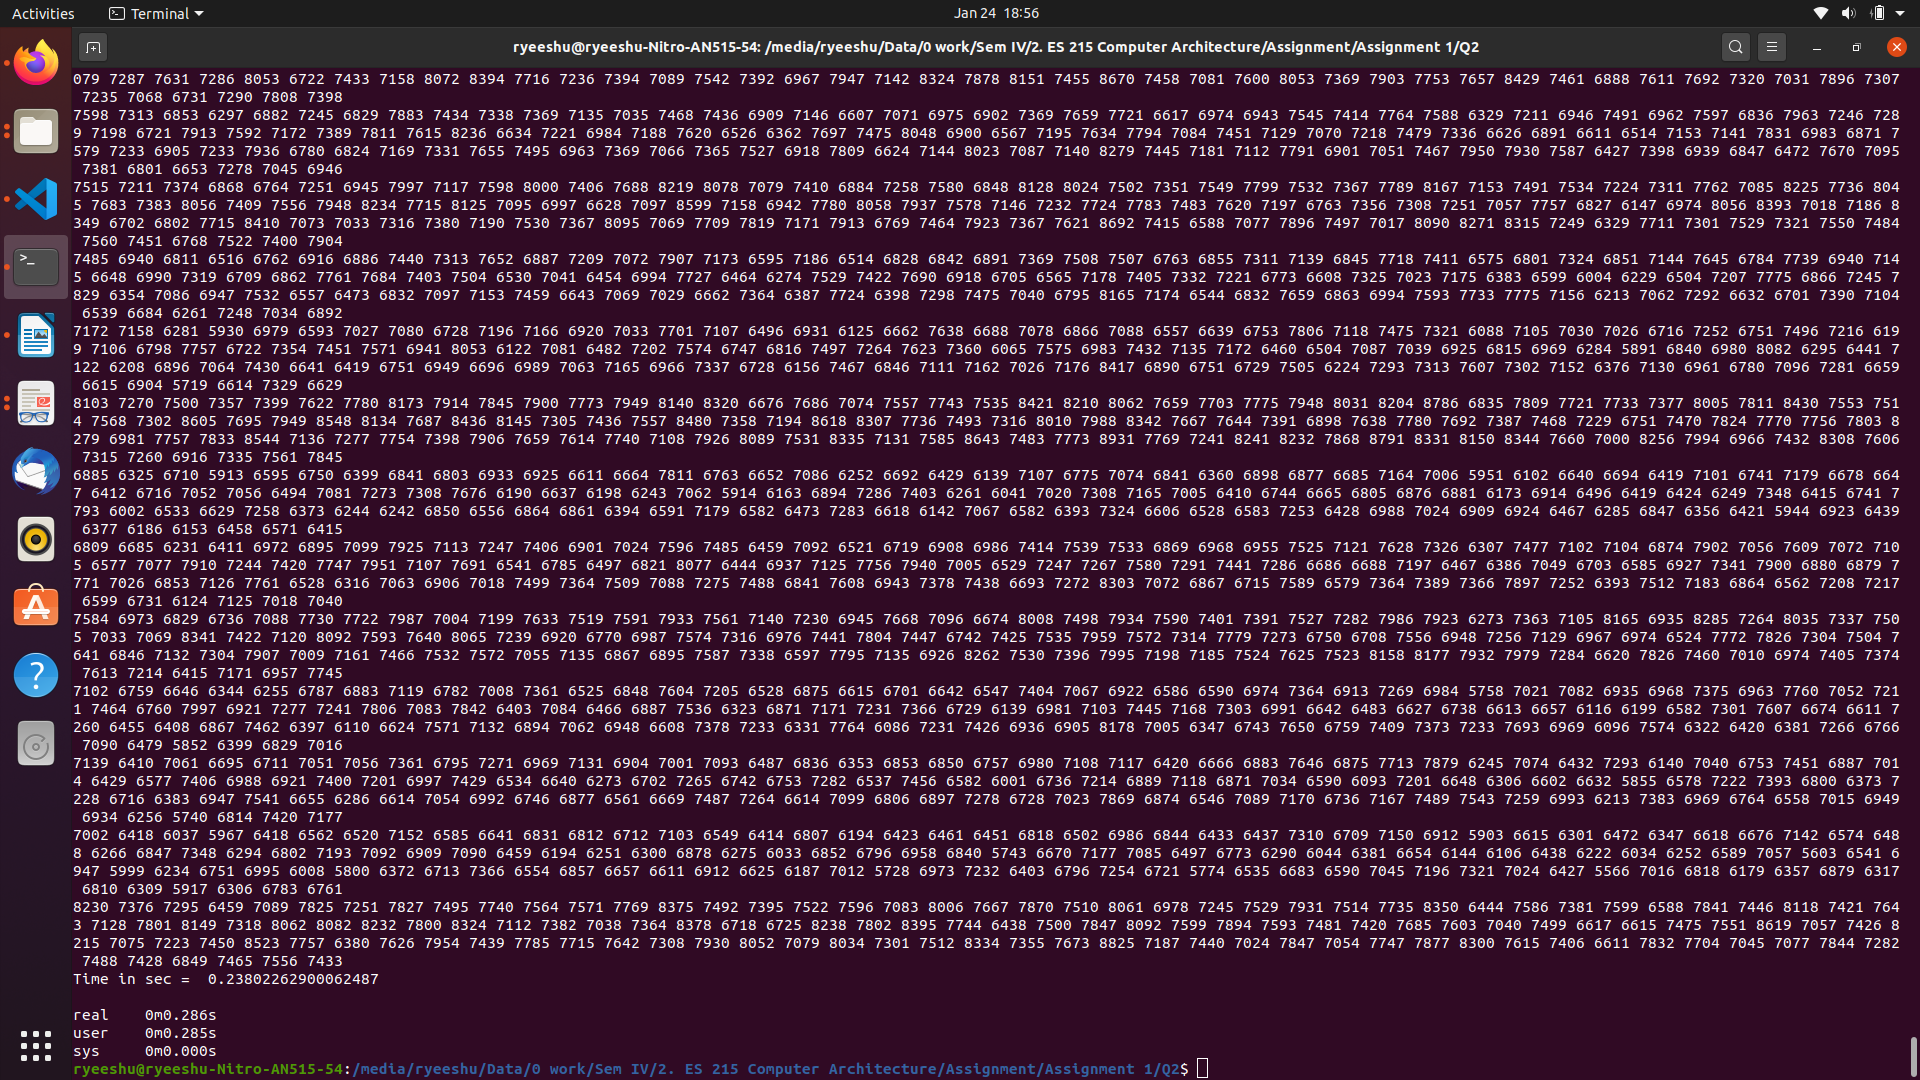 Activities
Terminal
Jan 24 18:56
ryeeshu@ryeeshu-Nitro-AN515-54: /media/ryeeshu/Data/0 work/Sem IV/2. ES 215 Computer Architecture/Assignment/Assignment 1/Q2
079 7287 7631 7286 8053 6722 7433 7158 8072 8394 7716 7236 7394 7089 7542 7392 6967 7947 7142 8324 7878 8151 7455 8670 7458 7081 7600 8053 7369 7903 7753 7657 8429 7461 6888 7611 7692 7320 7031 7896 7307
7235 7068 6731 7290 7808 7398
7598 7313 6853 6297 6882 7245 6829 7883 7434 7338 7369 7135 7035 7468 7436 6909 7146 6607 7071 6975 6902 7369 7659 7721 6617 6974 6943 7545 7414 7764 7588 6329 7211 6946 7491 6962 7597 6836 7963 7246 728
9 7198 6721 7913 7592 7172 7389 7811 7615 8236 6634 7221 6984 7188 7620 6526 6362 7697 7475 8048 6900 6567 7195 7634 7794 7084 7451 7129 7070 7218 7479 7336 6626 6891 6611 6514 7153 7141 7831 6983 6871 7
579 7233 6905 7233 7936 6780 6824 7169 7331 7655 7495 6963 7369 7066 7365 7527 6918 7809 6624 7144 8023 7087 7140 8279 7445 7181 7112 7791 6901 7051 7467 7950 7930 7587 6427 7398 6939 6847 6472 7670 7095
7381 6801 6653 7278 7045 6946
7515 7211 7374 6868 6764 7251 6945 7997 7117 7598 8000 7406 7688 8219 8078 7079 7410 6884 7258 7580 6848 8128 8024 7502 7351 7549 7799 7532 7367 7789 8167 7153 7491 7534 7224 7311 7762 7085 8225 7736 804
5 7683 7383 8056 7409 7556 7948 8234 7715 8125 7095 6997 6628 7097 8599 7158 6942 7780 8058 7937 7578 7146 7232 7724 7783 7483 7620 7197 6763 7356 7308 7251 7057 7757 6827 6147 6974 8056 8393 7018 7186 8
349 6702 6802 7715 8410 7073 7033 7316 7380 7190 7530 7367 8095 7069 7709 7819 7171 7913 6769 7464 7923 7367 7621 8692 7415 6588 7077 7896 7497 7017 8090 8271 8315 7249 6329 7711 7301 7529 7321 7550 7484
7560 7451 6768 7522 7400 7904
7485 6940 6811 6516 6762 6916 6886 7440 7313 7652 6887 7209 7072 7907 7173 6595 7186 6514 6828 6842 6891 7369 7508 7507 6763 6855 7311 7139 6845 7718 7411 6575 6801 7324 6851 7144 7645 6784 7739 6940 714
5 6648 6990 7319 6709 6862 7761 7684 7403 7504 6530 7041 6454 6994 7727 6464 6274 7529 7422 7690 6918 6705 6565 7178 7405 7332 7221 6773 6608 7325 7023 7175 6383 6599 6004 6229 6504 7207 7775 6866 7245 7
829 6354 7086 6947 7532 6557 6473 6832 7097 7153 7459 6643 7069 7029 6662 7364 6387 7724 6398 7298 7475 7040 6795 8165 7174 6544 6832 7659 6863 6994 7593 7733 7775 7156 6213 7062 7292 6632 6701 7390 7104
6539 6684 6261 7248 7034 6892
7172 7158 6281 5930 6979 6593 7027 7080 6728 7196 7166 6920 7033 7701 7107 6496 6931 6125 6662 7638 6688 7078 6866 7088 6557 6639 6753 7806 7118 7475 7321 6088 7105 7030 7026 6716 7252 6751 7496 7216 619
9 7106 6798 7757 6722 7354 7451 7571 6941 8053 6122 7081 6482 7202 7574 6747 6816 7497 7264 7623 7360 6065 7575 6983 7432 7135 7172 6460 6504 7087 7039 6925 6815 6969 6284 5891 6840 6980 8082 6295 6441 7
122 6208 6896 7064 7430 6641 6419 6751 6949 6696 6989 7063 7165 6966 7337 6728 6156 7467 6846 7111 7162 7026 7176 8417 6890 6751 6729 7505 6224 7293 7313 7607 7302 7152 6376 7130 6961 6780 7096 7281 6659
6615 6904 5719 6614 7329 6629
8103 7270 7500 7357 7399 7622 7780 8173 7914 7845 7900 7773 7949 8140 8320 6676 7686 7074 7557 7743 7535 8421 8210 8062 7659 7703 7775 7948 8031 8204 8786 6835 7809 7721 7733 7377 8005 7811 8430 7553 751
4 7568 7302 8605 7695 7949 8548 8134 7687 8436 8145 7305 7436 7557 8480 7358 7194 8618 8307 7736 7493 7316 8010 7988 8342 7667 7644 7391 6898 7638 7780 7692 7387 7468 7229 6751 7470 7824 7770 7756 7803 8
279 6981 7757 7833 8544 7136 7277 7754 7398 7906 7659 7614 7740 7108 7926 8089 7531 8335 7131 7585 8643 7483 7773 8931 7769 7241 8241 8232 7868 8791 8331 8150 8344 7660 7000 8256 7994 6966 7432 8308 7606
7315 7260 6916 7335 7561 7845
6885 6325 6710 5913 6595 6750 6399 6841 6803 6933 6925 6611 6664 7811 6763 6652 7086 6252 6692 6429 6139 7107 6775 7074 6841 6360 6898 6877 6685 7164 7006 5951 6102 6640 6694 6419 7101 6741 7179 6678 664
7 6412 6716 7052 7056 6494 7081 7273 7308 7676 6190 6637 6198 6243 7062 5914 6163 6894 7286 7403 6261 6041 7020 7308 7165 7005 6410 6744 6665 6805 6876 6881 6173 6914 6496 6419 6424 6249 7348 6415 6741 7
793 6002 6533 6629 7258 6373 6244 6242 6850 6556 6864 6861 6394 6591 7179 6582 6473 7283 6618 6142 7067 6582 6393 7324 6606 6528 6583 7253 6428 6988 7024 6909 6924 6467 6285 6847 6356 6421 5944 6923 6439
6377 6186 6153 6458 6571 6415
6809 6685 6231 6411 6972 6895 7099 7925 7113 7247 7406 6901 7024 7596 7485 6459 7092 6521 6719 6908 6986 7414 7539 7533 6869 6968 6955 7525 7121 7628 7326 6307 7477 7102 7104 6874 7902 7056 7609 7072 710
5 6577 7077 7910 7244 7420 7747 7951 7107 7691 6541 6785 6497 6821 8077 6444 6937 7125 7756 7940 7005 6529 7247 7267 7580 7291 7441 7286 6686 6688 7197 6467 6386 7049 6703 6585 6927 7341 7900 6880 6879 7
771 7026 6853 7126 7761 6528 6316 7063 6906 7018 7499 7364 7509 7088 7275 7488 6841 7608 6943 7378 7438 6693 7272 8303 7072 6867 6715 7589 6579 7364 7389 7366 7897 7252 6393 7512 7183 6864 6562 7208 7217
6599 6731 6124 7125 7018 7040
7584 6973 6829 6736 7088 7730 7722 7987 7004 7199 7633 7519 7591 7933 7561 7140 7230 6945 7668 7096 6674 8008 7498 7934 7590 7401 7391 7527 7282 7986 7923 6273 7363 7105 8165 6935 8285 7264 8035 7337 750
5 7033 7069 8341 7422 7120 8092 7593 7640 8065 7239 6920 6770 6987 7574 7316 6976 7441 7804 7447 6742 7425 7535 7959 7572 7314 7779 7273 6750 6708 7556 6948 7256 7129 6967 6974 6524 7772 7826 7304 7504 7
641 6846 7132 7304 7907 7009 7161 7466 7532 7572 7055 7135 6867 6895 7587 7338 6597 7795 7135 6926 8262 7530 7396 7995 7198 7185 7524 7625 7523 8158 8177 7932 7979 7284 6620 7826 7460 7010 6974 7405 7374
7613 7214 6415 7171 6957 7745
7102 6759 6646 6344 6255 6787 6883 7119 6782 7008 7361 6525 6848 7604 7205 6528 6875 6615 6701 6642 6547 7404 7067 6922 6586 6590 6974 7364 6913 7269 6984 5758 7021 7082 6935 6968 7375 6963 7760 7052 721
1 7464 6760 7997 6921 7277 7241 7806 7083 7842 6403 7084 6466 6887 7536 6323 6871 7171 7231 7366 6729 6139 6981 7103 7445 7168 7303 6991 6642 6483 6627 6738 6613 6657 6116 6199 6582 7301 7607 6674 6611 7
260 6455 6408 6867 7462 6397 6110 6624 7571 7132 6894 7062 6948 6608 7378 7233 6331 7764 6086 7231 7426 6936 6905 8178 7005 6347 6743 7650 6759 7409 7373 7233 7693 6969 6096 7574 6322 6420 6381 7266 6766
7090 6479 5852 6399 6829 7016
7139 6410 7061 6695 6711 7051 7056 7361 6795 7271 6969 7131 6904 7001 7093 6487 6836 6353 6853 6850 6757 6980 7108 7117 6420 6666 6883 7646 6875 7713 7879 6245 7074 6432 7293 6140 7040 6753 7451 6887 701
4 6429 6577 7406 6988 6921 7400 7201 6997 7429 6534 6640 6273 6702 7265 6742 6753 7282 6537 7456 6582 6001 6736 7214 6889 7118 6871 7034 6590 6093 7201 6648 6306 6602 6632 5855 6578 7222 7393 6800 6373 7
228 6716 6383 6947 7541 6655 6286 6614 7054 6992 6746 6877 6561 6669 7487 7264 6614 7099 6806 6897 7278 6728 7023 7869 6874 6546 7089 7170 6736 7167 7489 7543 7259 6993 6213 7383 6969 6764 6558 7015 6949
6934 6256 5740 6814 7420 7177
7002 6418 6037 5967 6418 6562 6520 7152 6585 6641 6831 6812 6712 7103 6549 6414 6807 6194 6423 6461 6451 6818 6502 6986 6844 6433 6437 7310 6709 7150 6912 5903 6615 6301 6472 6347 6618 6676 7142 6574 648
8 6266 6847 7348 6294 6802 7193 7092 6909 7090 6459 6194 6251 6300 6878 6275 6033 6852 6796 6958 6840 5743 6670 7177 7085 6497 6773 6290 6044 6381 6654 6144 6106 6438 6222 6034 6252 6589 7057 5603 6541 6
947 5999 6234 6751 6995 6008 5800 6372 6713 7366 6554 6857 6657 6611 6912 6625 6187 7012 5728 6973 7232 6403 6796 7254 6721 5774 6535 6683 6590 7045 7196 7321 7024 6427 5566 7016 6818 6179 6357 6879 6317
6810 6309 5917 6306 6783 6761
8230 7376 7295 6459 7089 7825 7251 7827 7495 7740 7564 7571 7769 8375 7492 7395 7522 7596 7083 8006 7667 7870 7510 8061 6978 7245 7529 7931 7514 7735 8350 6444 7586 7381 7599 6588 7841 7446 8118 7421 764
3 7128 7801 8149 7318 8062 8082 8232 7800 8324 7112 7382 7038 7364 8378 6718 6725 8238 7802 8395 7744 6438 7500 7847 8092 7599 7894 7593 7481 7420 7685 7603 7040 7499 6617 6615 7475 7551 8619 7057 7426 8
215 7075 7223 7450 8523 7757 6380 7626 7954 7439 7785 7715 7642 7308 7930 8052 7079 8034 7301 7512 8334 7355 7673 8825 7187 7440 7024 7847 7054 7747 7877 8300 7615 7406 6611 7832 7704 7045 7077 7844 7282
7488 7428 6849 7465 7556 7433
Time in sec =  0.23802262900062487
real    0m0.286s
user    0m0.285s
sys     0m0.000s
ryeeshu@ryeeshu-Nitro-AN515-54:/media/ryeeshu/Data/0 work/Sem IV/2. ES 215 Computer Architecture/Assignment/Assignment 1/Q2$